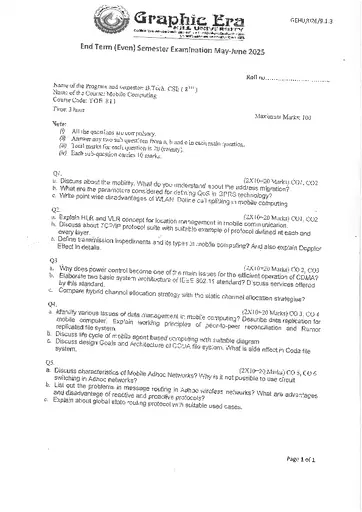 Graphic Era
HILL UNIVERSITY
End Term (Even) Semester Examination May-June 2025
Roll no
Name of the Program and Semester: B.Tech. CSE (8TH)
Name of the Course: Mobile Computing
Course Code:
Time: 3 hour
Maximum Marks: 100
Note:
(i) All the questions are compulsory.
(ii) Answer any two sub question from a, b and c in each main question.
(iii) Total marks for each question is 20 (twenty).
(iv) Each sub-question carries 10 marks.
Q1.
(2X10=20 Marks) CO1, CO2
a. Discuss about the mobility. What do you understand about the address migration?
b. What are the parameters considered for defining QoS in GPRS technology?
c. Write point wise disadvantages of WLAN. Define cell splitting in mobile computing
Q2.
(2X10=20 Marks) CO1, CO2
a. Explain HLR and VLR concept for location management in mobile communication.
b. Discuss about TCP/IP protocol suite with suitable example of protocol defined at each and
every layer.
c. Define transmission impediments and its types in mobile computing? And also explain Doppler
Effect in details.
Q3
(2X10=20 Marks) CO 2, CO3
a. Why does power control become one of the main issues for the efficient operation of CDMA?
b. Elaborate two basic system architecture of IEEE 802.11 standard? Discuss services offered
by this standard.
c. Compare hybrid channel allocation strategy with the static channel allocation strategies?
Q4.
(2X10=20 Marks) CO 3, CO 4
a. Identify various issues of data management in mobile computing? Describe data replication for
mobile computer. Explain working principles of peer-to-peer reconciliation and Rumor
replicated file system.
b. Discuss life cycle of mobile agent based computing with suitable diagram
c. Discuss design Goals and Architecture of CODA file system. What is side effect in Coda file
system.
Q5.
(2X10=20 Marks) CO 5, CO 6
a. Discuss characteristics of Mobile Adhoc Networks? Why is it not possible to use circuit
switching in Adhoc networks?
b. List out the problems in message routing in Adhoc wireless networks? What are advantages
and disadvantage of reactive and proactive protocols?
c. Explain about global state routing protocol with suitable used cases.
Page 1 of 1